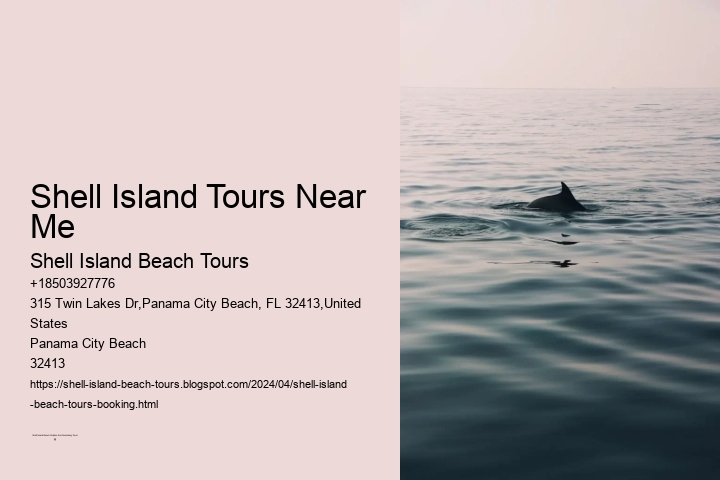 Shell Island Tours Near
Me
Shell Island Beach Tours
+18503927776
315 Twin Lakes Dr,Panama City Beach, FL 32413,United
States
Panama City Beach
32413
https://shell-island-beach-tours.blogspot.com/2024/04/shell-island
-beach-tours-booking.html